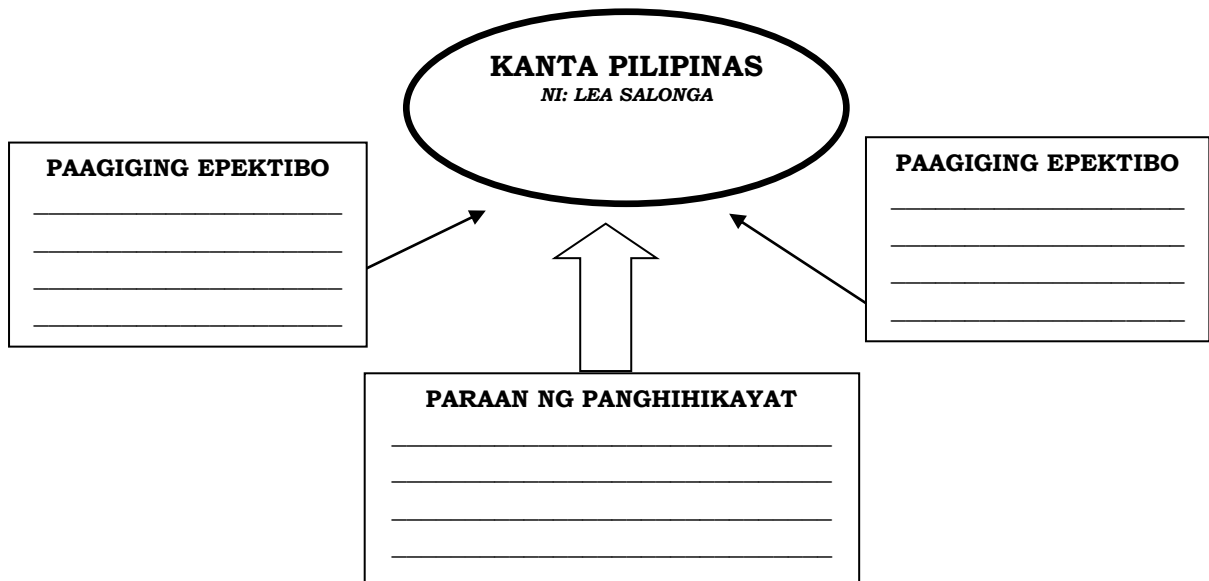 KANTA PILIPINAS
NI: LEA SALONGA
PAAGIGING EPEKTIBO
PAAGIGING EPEKTIBO
PARAAN NG PANGHIHIKAYAT